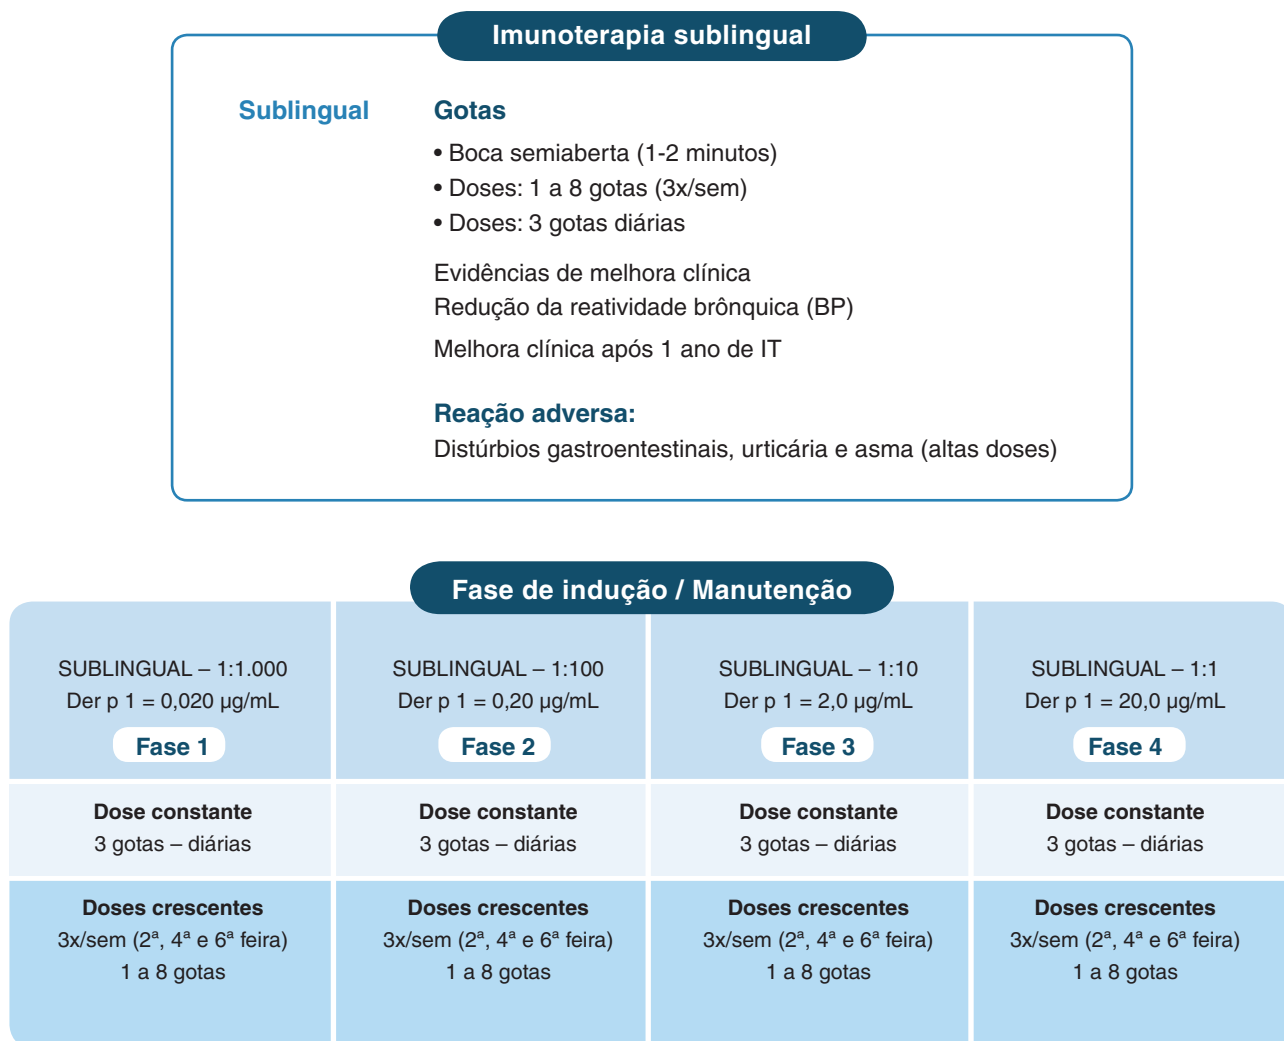 Imunoterapia sublingual
Sublingual
Gotas
• Boca semiaberta (1-2 minutos)
• Doses: 1 a 8 gotas (3x/sem)
• Doses: 3 gotas diárias
Evidências de melhora clínica
Redução da reatividade brônquica (BP)
Melhora clínica após 1 ano de IT
Reação adversa:
Distúrbios gastroentestinais, urticária e asma (altas doses)
Fase de indução / Manutenção
SUBLINGUAL – 1:1.000
Der p 1 = 0,020 µg/mL
Fase 1
SUBLINGUAL – 1:100
Der p 1 = 0,20 µg/mL
Fase 2
SUBLINGUAL – 1:10
Der p 1 = 2,0 µg/mL
Fase 3
SUBLINGUAL – 1:1
Der p 1 = 20,0 µg/mL
Fase 4
Dose constante
3 gotas – diárias
Dose constante
3 gotas – diárias
Dose constante
3 gotas – diárias
Dose constante
3 gotas – diárias
Doses crescentes
3x/sem (2ª, 4ª e 6ª feira)
1 a 8 gotas
Doses crescentes
3x/sem (2ª, 4ª e 6ª feira)
1 a 8 gotas
Doses crescentes
3x/sem (2ª, 4ª e 6ª feira)
1 a 8 gotas
Doses crescentes
3x/sem (2ª, 4ª e 6ª feira)
1 a 8 gotas